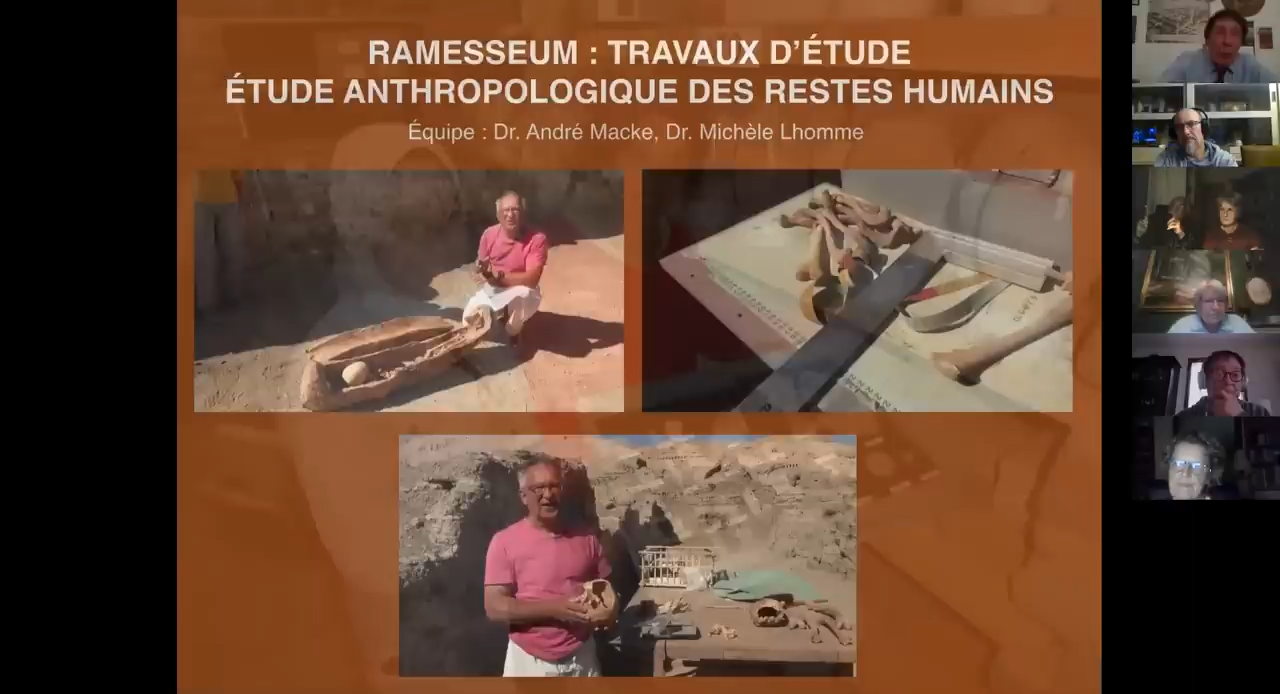 RAMESSEUM : TRAVAUX D'ÉTUDE
ÉTUDE ANTHROPOLOGIQUE DES RESTES HUMAINS
Équipe : Dr. André Macke, Dr. Michèle Lhomme